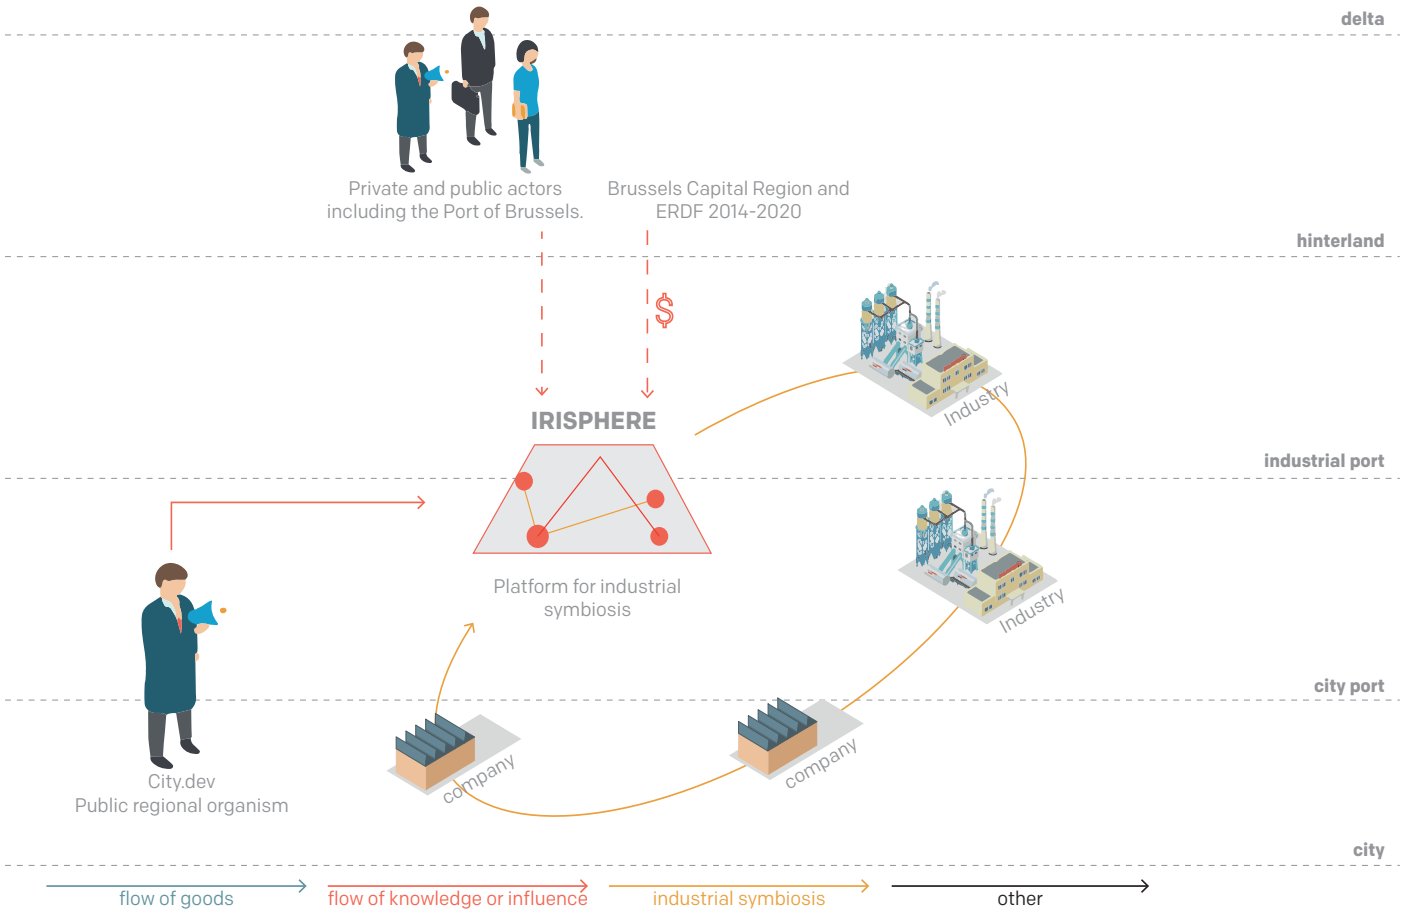 delta
Private and public actors
including the Port of Brussels.
Brussels Capital Region and
ERDF 2014-2020
hinterland
$
Industry
IRISPHERE
industrial port
Platform for industrial
symbiosis
Industry
city port
company
company
City.dev
Public regional organism
city
flow of goods
flow of knowledge or influence
industrial symbiosis
other